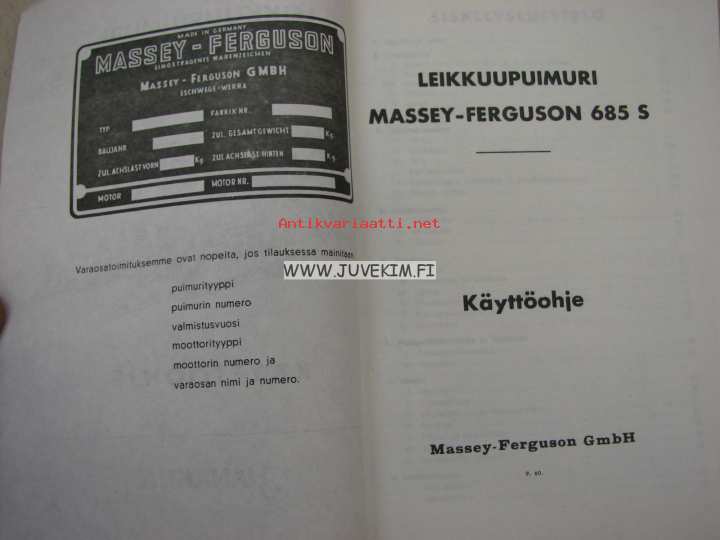 MADE IN GERMANY
MASSEY-FERGUSON
EINGETRAGENES WARENZEICHEN
MASSEY-FERGUSON GMBH
ESCHWEGE-WERRA
TYP
FABRIK NR.
BAUJAHR
ZUL. GESAMTGEWICHT Kg
ZUL. ACHSLAST VORN Kg
ZUL. ACHSLAST HINTEN Kg
MOTOR
MOTOR NR.
Varaosatoimituksemme ovat nopeita, jos tilauksessa mainitaan
puimurityyppi
puimurin numero
valmistusvuosi
moottorityyppi
moottorin numero ja
varaosan nimi ja numero.
Antikvariaatti.net
WWW.JUVEKIM.FI
LEIKKUUPUIMURI
MASSEY-FERGUSON 685 S
Käyttöohje
Massey-Ferguson GmbH
P. 60.